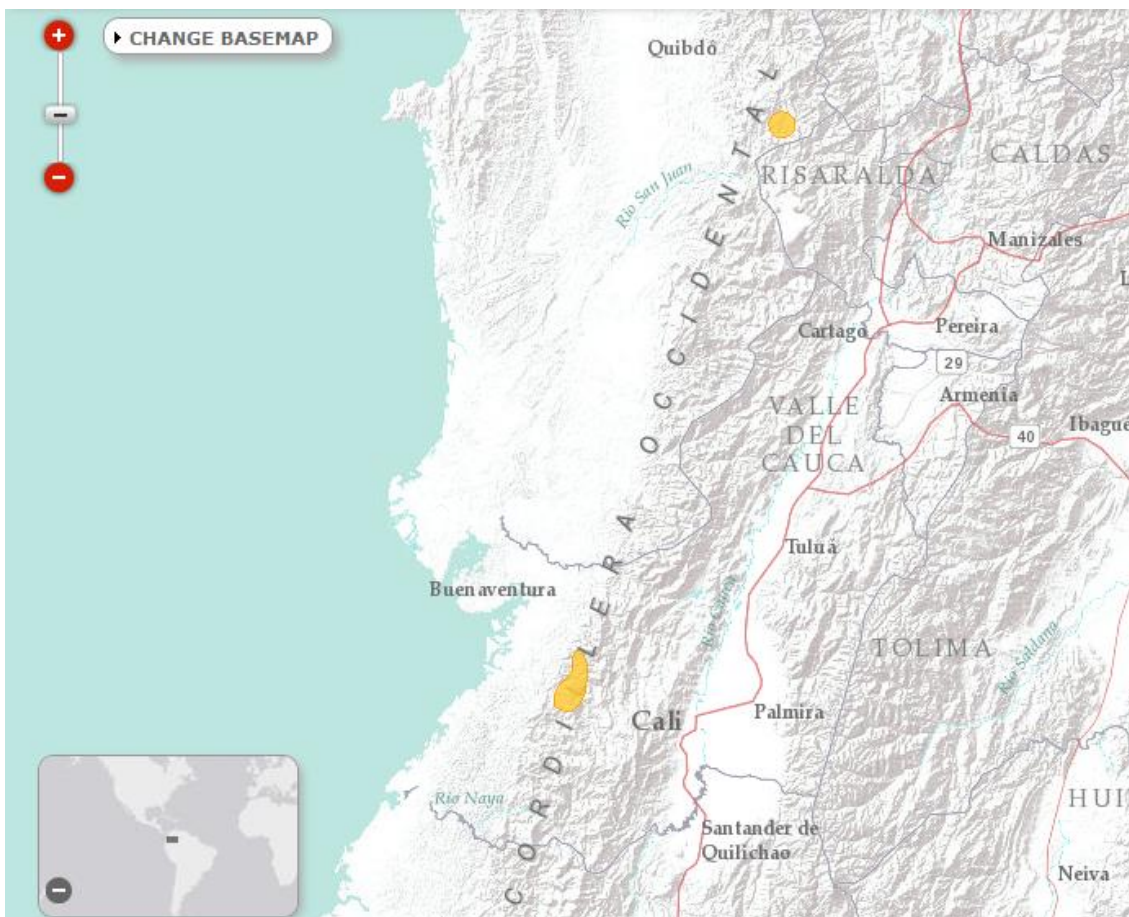 CHANGE BASEMAP
Quibdó
CALDAS
RISARALDA
Río San Juan
Manizales
L
Cartago
Pereira
29
Armenia
VALLE
DEL
CAUCA
40
Ibagué
CORDILLERA OCCIDENTAL
Tuluá
Buenaventura
Río Cauca
TOLIMA
Río Saldana
Cali
Palmira
Río Naya
HUI
Santander de
Quilichao
Neiva